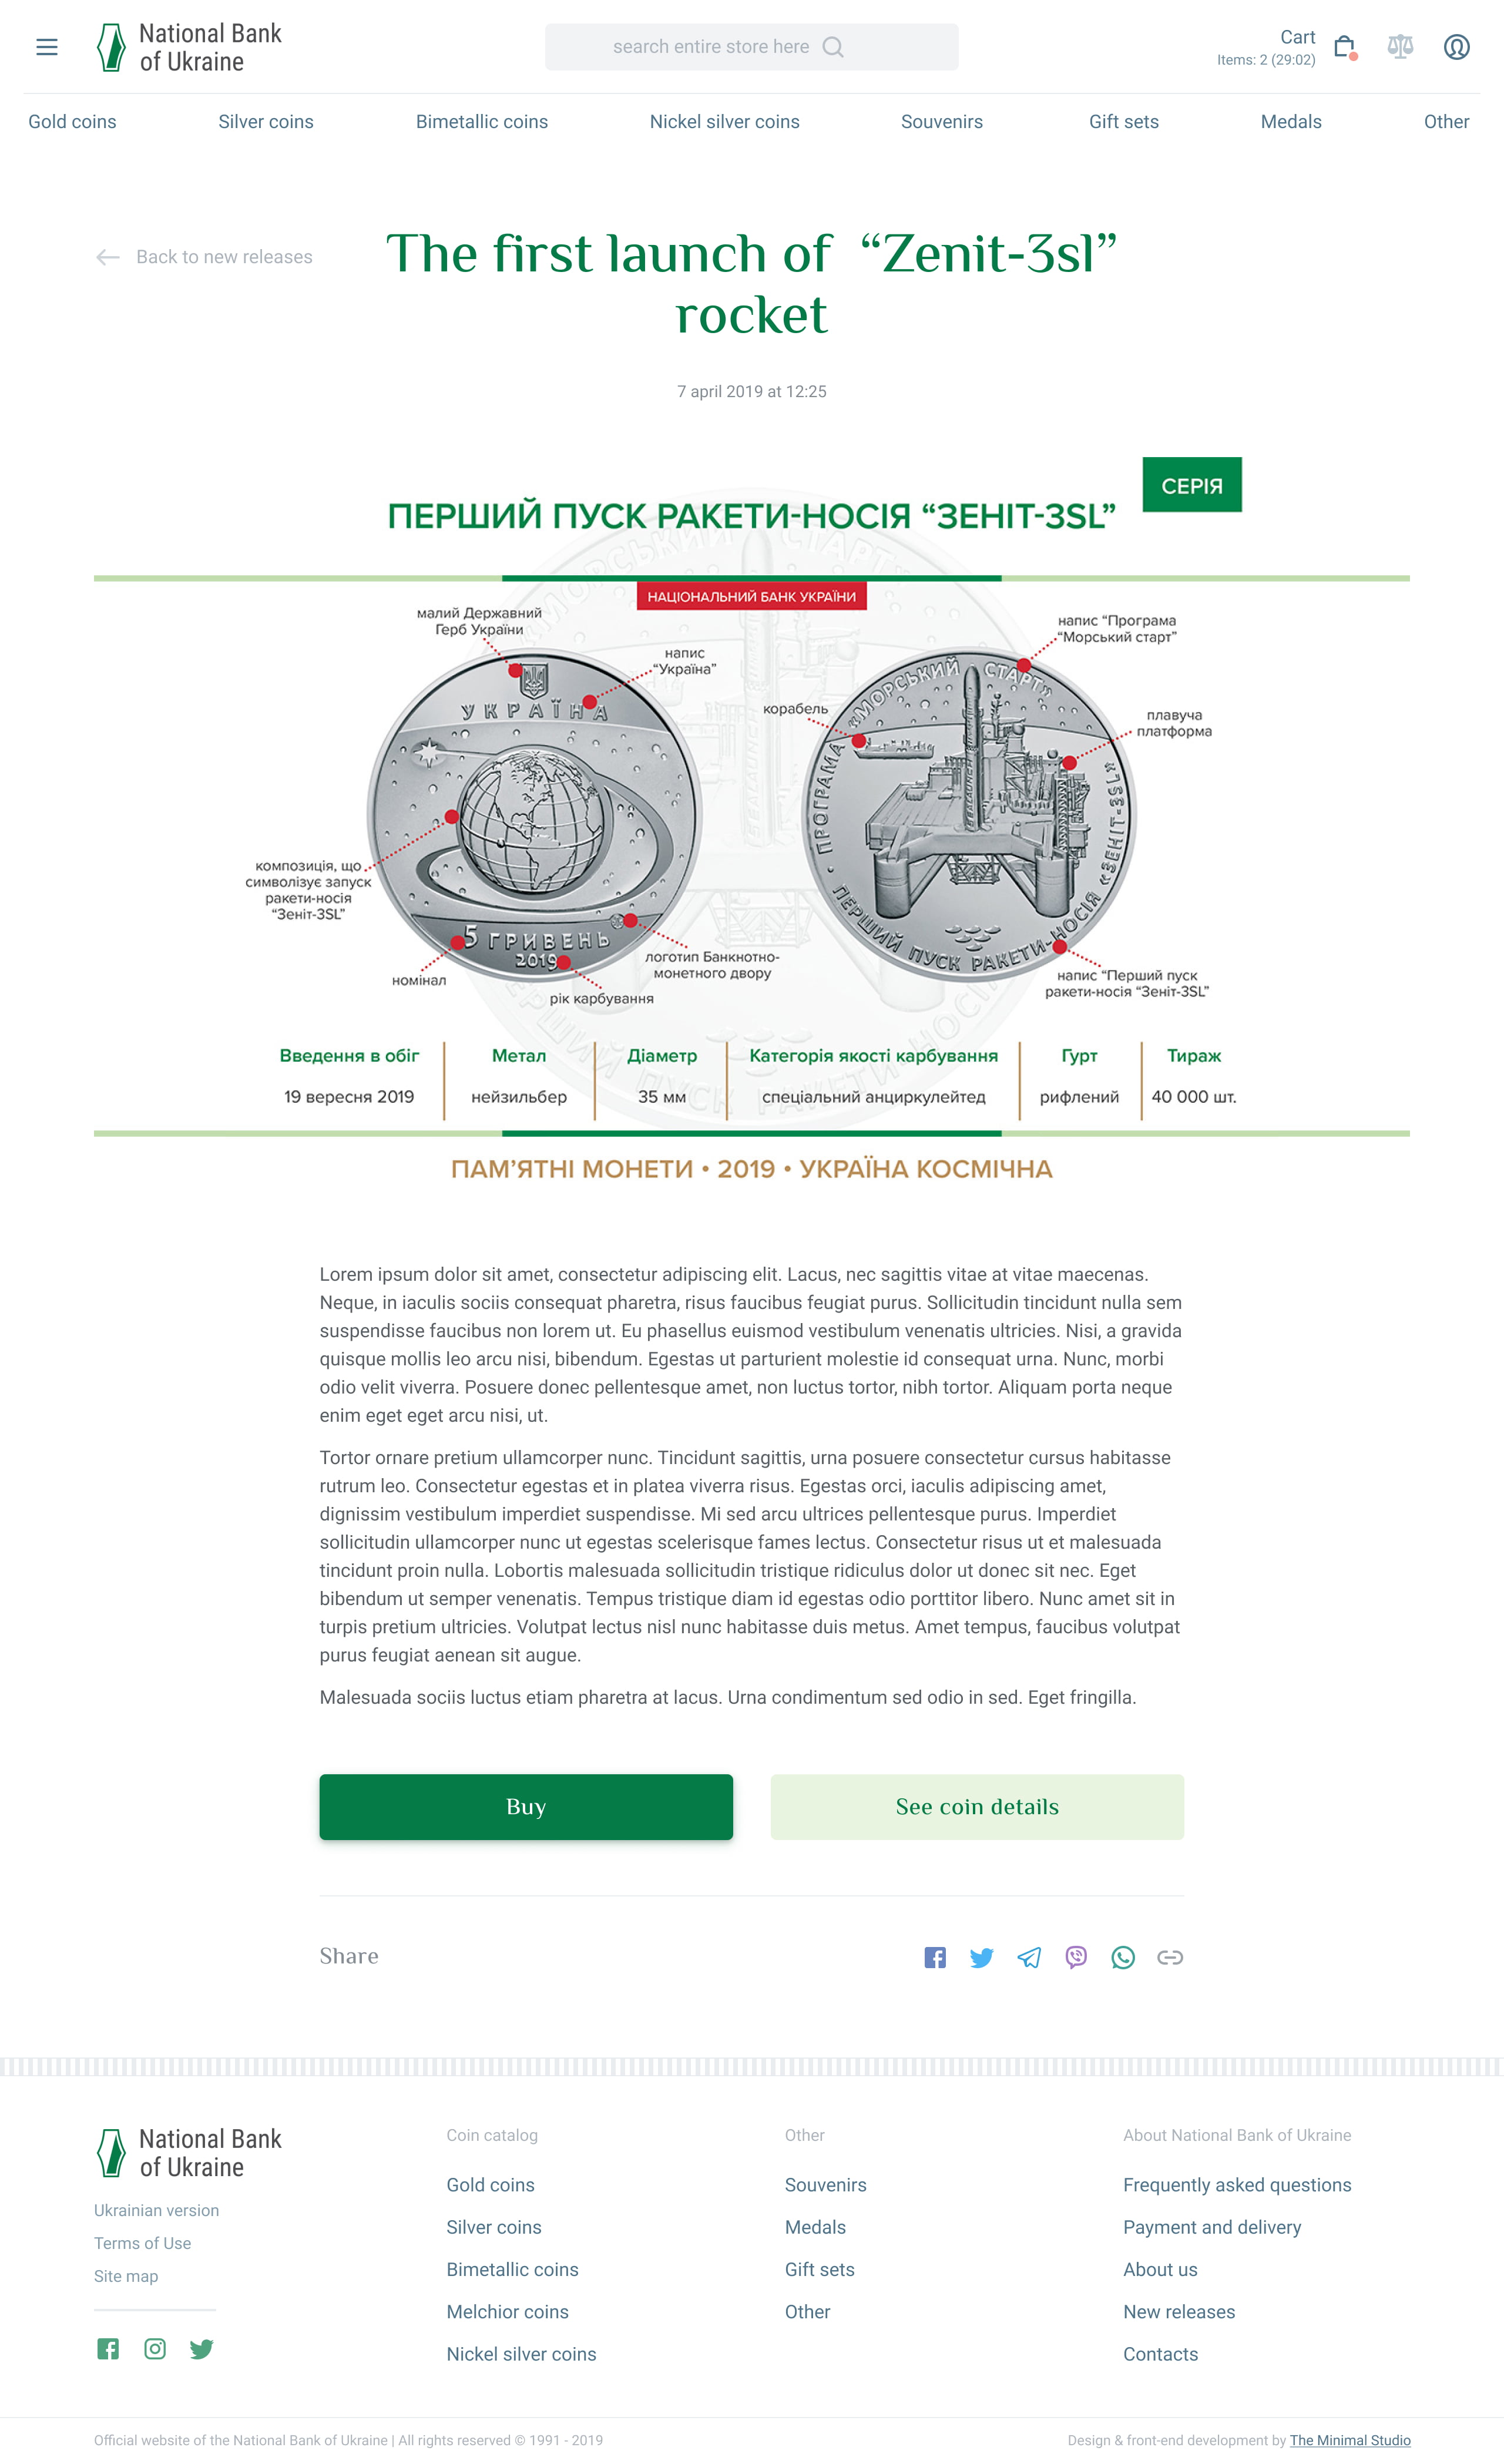 National Bank
of Ukraine
search entire store here
Cart
Items: 2 (29:02)
Gold coins
Silver coins
Bimetallic coins
Nickel silver coins
Souvenirs
Gift sets
Medals
Other
Back to new releases
The first launch of “Zenit-3sl”
rocket
7 april 2019 at 12:25
СЕРІЯ
ПЕРШИЙ ПУСК РАКЕТИ-НОСІЯ “ЗЕНІТ-3SL”
НАЦІОНАЛЬНИЙ БАНК УКРАЇНИ
малий Державний
Герб України
напис
“Україна”
УКРАЇНА
композиція, що
символізує запуск
ракети-носія
“Зеніт-3SL”
5 ГРИВЕНЬ
2019
номінал
рік карбування
логотип Банкнотно-
монетного двору
напис “Програма
“Морський старт”
корабель
плавуча
платформа
ПРОГРАМА «МОРСЬКИЙ СТАРТ»
ПЕРШИЙ ПУСК РАКЕТИ-НОСІЯ «ЗЕНІТ-3SL»
напис “Перший пуск
ракети-носія “Зеніт-3SL”
Введення в обіг
Метал
Діаметр
Категорія якості карбування
Гурт
Тираж
19 вересня 2019
нейзильбер
35 мм
спеціальний анциркулейтед
рифлений
40 000 шт.
ПАМ’ЯТНІ МОНЕТИ • 2019 • УКРАЇНА КОСМІЧНА
Lorem ipsum dolor sit amet, consectetur adipiscing elit. Lacus, nec sagittis vitae at vitae maecenas.
Neque, in iaculis sociis consequat pharetra, risus faucibus feugiat purus. Sollicitudin tincidunt nulla sem
suspendisse faucibus non lorem ut. Eu phasellus euismod vestibulum venenatis ultricies. Nisi, a gravida
quisque mollis leo arcu nisi, bibendum. Egestas ut parturient molestie id consequat urna. Nunc, morbi
odio velit viverra. Posuere donec pellentesque amet, non luctus tortor, nibh tortor. Aliquam porta neque
enim eget eget arcu nisi, ut.
Tortor ornare pretium ullamcorper nunc. Tincidunt sagittis, urna posuere consectetur cursus habitasse
rutrum leo. Consectetur egestas et in platea viverra risus. Egestas orci, iaculis adipiscing amet,
dignissim vestibulum imperdiet suspendisse. Mi sed arcu ultrices pellentesque purus. Imperdiet
sollicitudin ullamcorper nunc ut egestas scelerisque fames lectus. Consectetur risus ut et malesuada
tincidunt proin nulla. Lobortis malesuada sollicitudin tristique ridiculus dolor ut donec sit nec. Eget
bibendum ut semper venenatis. Tempus tristique diam id egestas odio porttitor libero. Nunc amet sit in
turpis pretium ultricies. Volutpat lectus nisl nunc habitasse duis metus. Amet tempus, faucibus volutpat
purus feugiat aenean sit augue.
Malesuada sociis luctus etiam pharetra at lacus. Urna condimentum sed odio in sed. Eget fringilla.
Buy
See coin details
Share
National Bank
of Ukraine
Ukrainian version
Terms of Use
Site map
Coin catalog
Gold coins
Silver coins
Bimetallic coins
Melchior coins
Nickel silver coins
Other
Souvenirs
Medals
Gift sets
Other
About National Bank of Ukraine
Frequently asked questions
Payment and delivery
About us
New releases
Contacts
Official website of the National Bank of Ukraine | All rights reserved © 1991 - 2019
Design & front-end development by The Minimal Studio